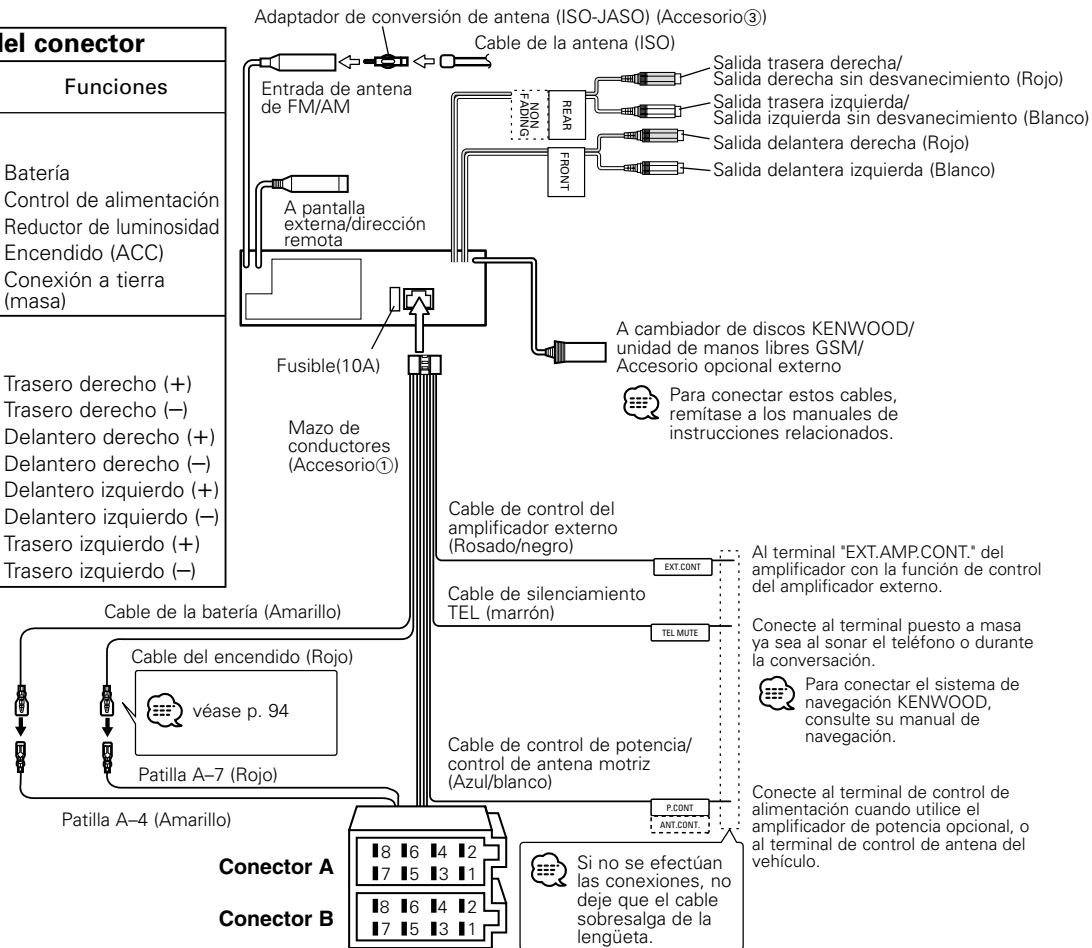 Adaptador de conversión de antena (ISO-JASO) (Accesorio③)
Cable de la antena (ISO)
del conector
Funciones
Batería
Control de alimentación
Reductor de luminosidad
Encendido (ACC)
Conexión a tierra
(masa)
Trasero derecho (+)
Trasero derecho (−)
Delantero derecho (+)
Delantero derecho (−)
Delantero izquierdo (+)
Delantero izquierdo (−)
Trasero izquierdo (+)
Trasero izquierdo (−)
Entrada de antena
de FM/AM
NON
FADING
REAR
FRONT
Salida trasera derecha/
Salida derecha sin desvanecimiento (Rojo)
Salida trasera izquierda/
Salida izquierda sin desvanecimiento (Blanco)
Salida delantera derecha (Rojo)
Salida delantera izquierda (Blanco)
A pantalla
externa/dirección
remota
Fusible(10A)
A cambiador de discos KENWOOD/
unidad de manos libres GSM/
Accesorio opcional externo
Para conectar estos cables,
remítase a los manuales de
instrucciones relacionados.
Mazo de
conductores
(Accesorio①)
Cable de control del
amplificador externo
(Rosado/negro)
EXT.CONT
Al terminal "EXT.AMP.CONT." del
amplificador con la función de control
del amplificador externo.
Cable de silenciamiento
TEL (marrón)
TEL MUTE
Conecte al terminal puesto a masa
ya sea al sonar el teléfono o durante
la conversación.
Para conectar el sistema de
navegación KENWOOD,
consulte su manual de
navegación.
Cable de la batería (Amarillo)
Cable del encendido (Rojo)
véase p. 94
Patilla A–7 (Rojo)
Patilla A–4 (Amarillo)
Cable de control de potencia/
control de antena motriz
(Azul/blanco)
P.CONT
ANT.CONT.
Conecte al terminal de control de
alimentación cuando utilice el
amplificador de potencia opcional, o
al terminal de control de antena del
vehículo.
Conector A
8 6 4 2
7 5 3 1
Conector B
8 6 4 2
7 5 3 1
Si no se efectúan
las conexiones, no
deje que el cable
sobresalga de la
lengüeta.